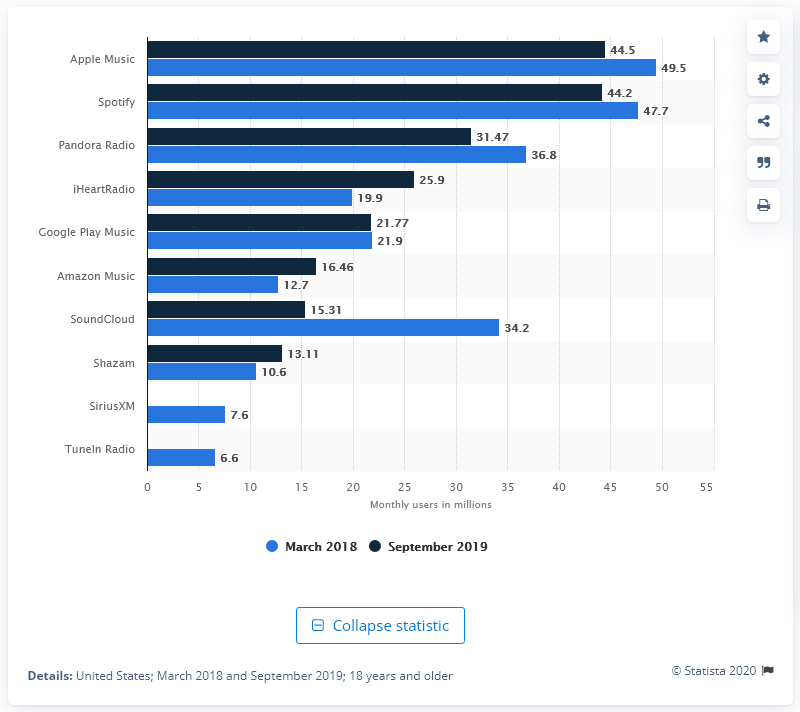 Apple Music
44.5
49.5
Spotify
44.2
47.7
Pandora Radio
31.47
36.8
iHeartRadio
25.9
19.9
Google Play Music
21.77
21.9
Amazon Music
16.46
12.7
SoundCloud
15.31
34.2
Shazam
13.11
10.6
SiriusXM
7.6
TuneIn Radio
6.6
0 5 10 15 20 25 30 35 40 45 50 55
Monthly users in millions
March 2018 September 2019
Collapse statistic
Details: United States; March 2018 and September 2019; 18 years and older
© Statista 2020